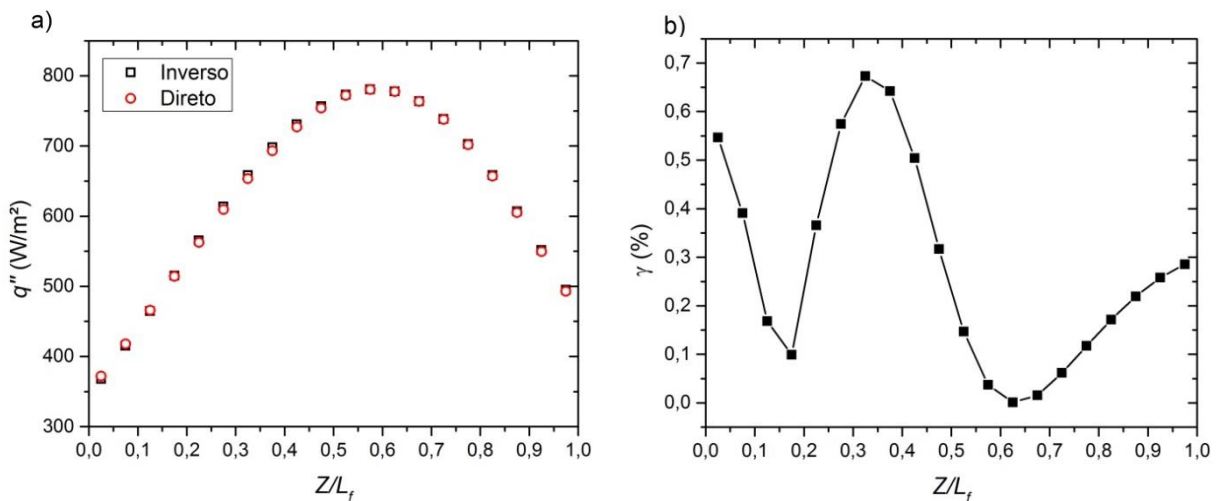 a)
800
700
600
500
400
300
q″ (W/m²)
Inverso
Direto
0,0 0,1 0,2 0,3 0,4 0,5 0,6 0,7 0,8 0,9 1,0
Z/L_f
b)
0,7
0,6
0,5
0,4
0,3
0,2
0,1
0,0
γ (%)
0,0 0,1 0,2 0,3 0,4 0,5 0,6 0,7 0,8 0,9 1,0
Z/L_f